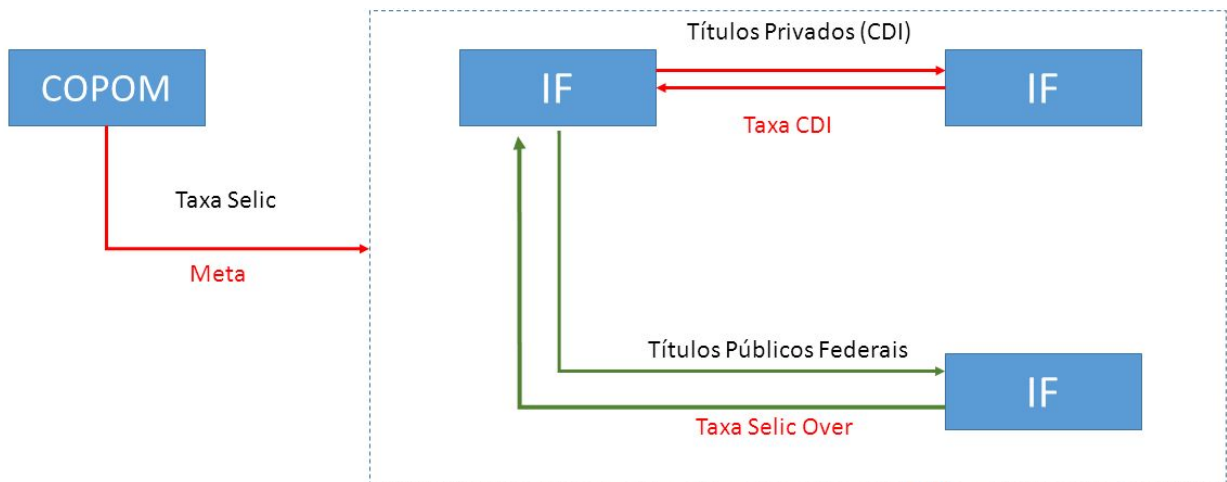 COPOM
Taxa Selic
Meta
Títulos Privados (CDI)
IF
IF
Taxa CDI
Títulos Públicos Federais
IF
Taxa Selic Over